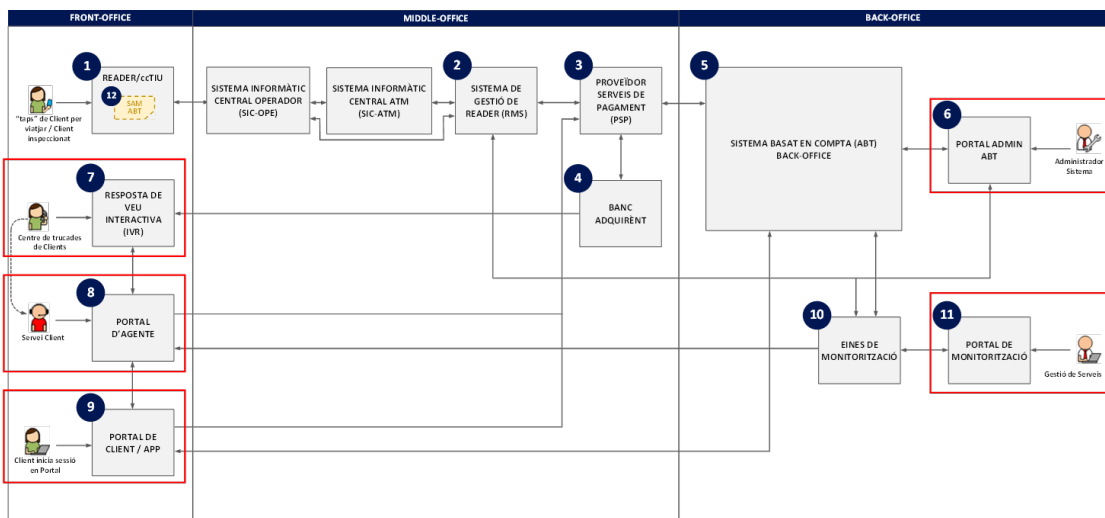 FRONT-OFFICE
MIDDLE-OFFICE
BACK-OFFICE
1
READER/ccTIU
12
SAM
ABT
"taps" de Client per
viatjar / Client
inspeccionat
SISTEMA INFORMÀTIC
CENTRAL OPERADOR
(SIC-OPE)
SISTEMA INFORMÀTIC
CENTRAL ATM
(SIC-ATM)
2
SISTEMA DE
GESTIÓ DE
READER (RMS)
3
PROVEÏDOR
SERVEIS DE
PAGAMENT
(PSP)
4
BANC
ADQUIRÈNT
5
SISTEMA BASAT EN COMPTA (ABT)
BACK-OFFICE
6
PORTAL ADMIN
ABT
Administrador
Sistema
7
RESPOSTA DE
VEU
INTERACTIVA
(IVR)
Centre de trucades
de Clients
8
PORTAL
D'AGENTE
Servei Client
9
PORTAL DE
CLIENT / APP
Client inicia sessió
en Portal
10
EINES DE
MONITORITZACIÓ
11
PORTAL DE
MONITORITZACIÓ
Gestió de Serveis